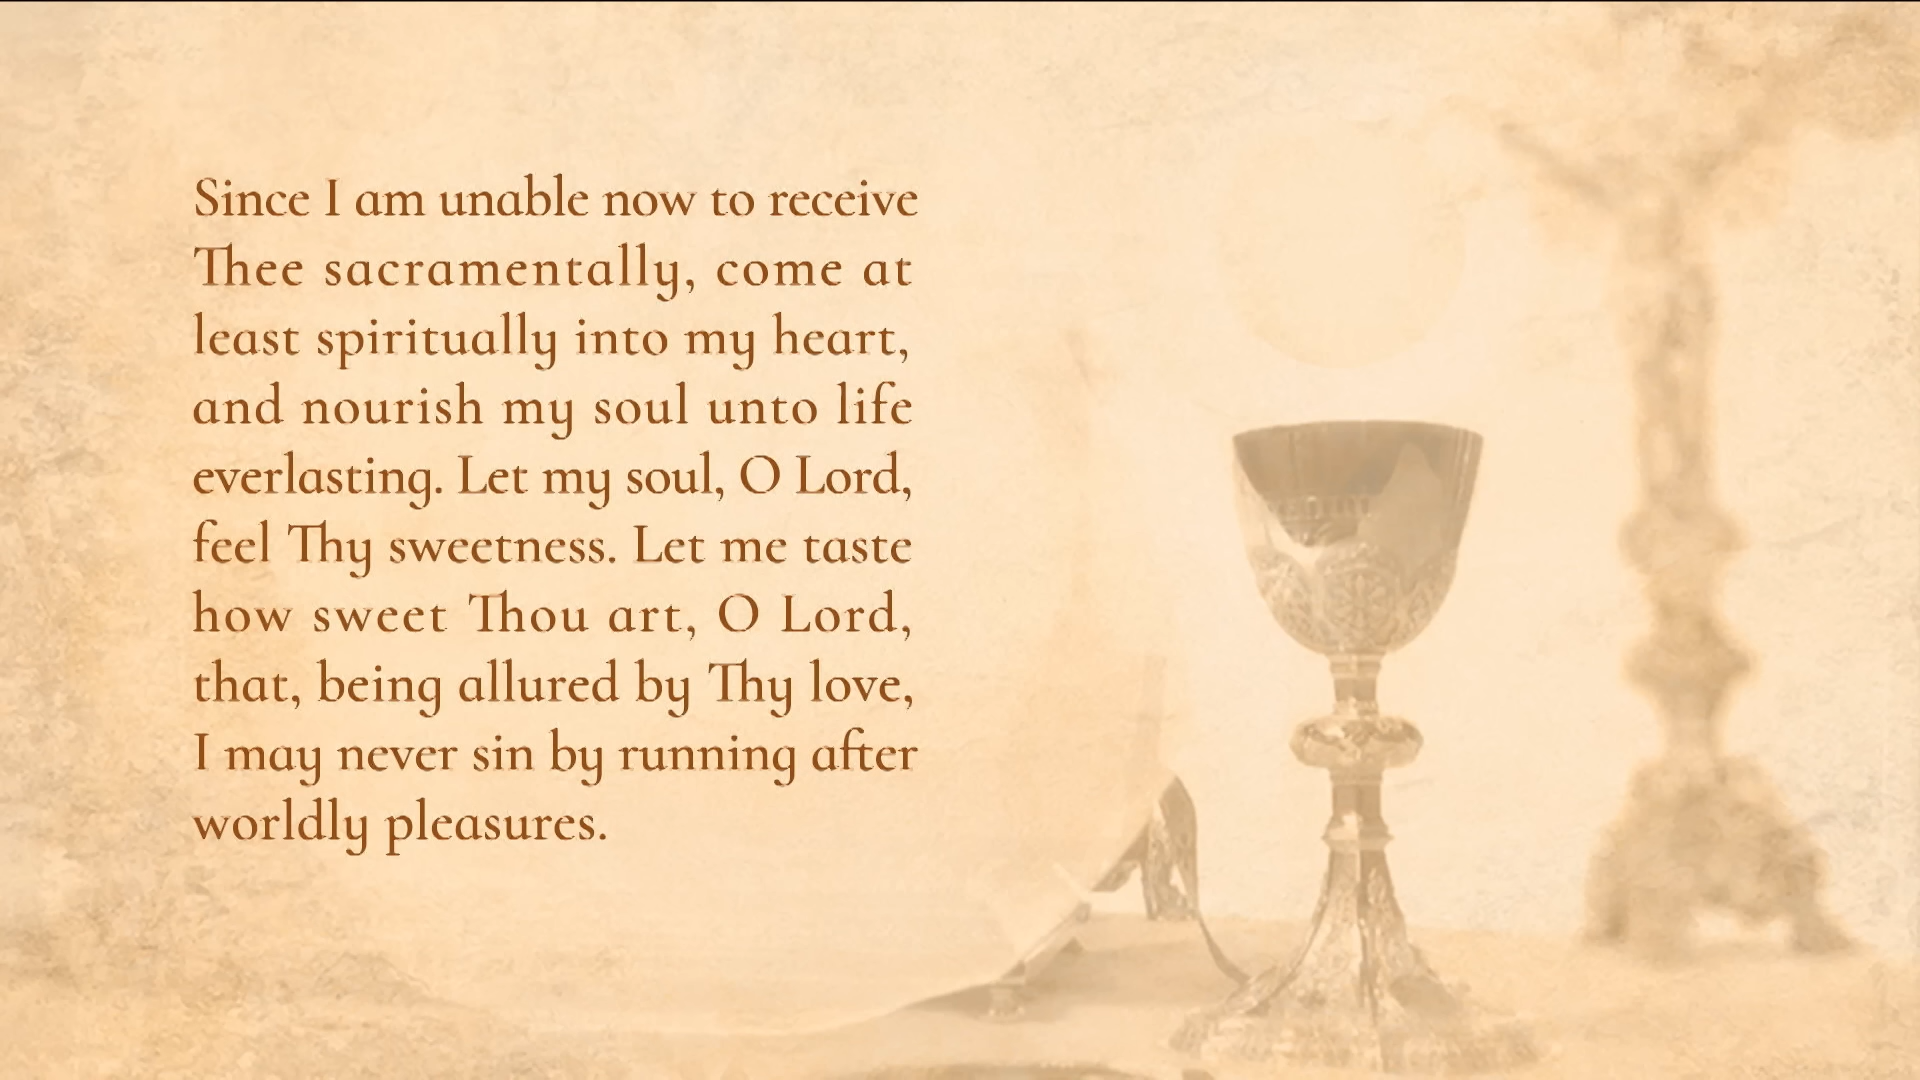 Since I am unable now to receive
Thee sacramentally, come at
least spiritually into my heart,
and nourish my soul unto life
everlasting. Let my soul, O Lord,
feel Thy sweetness. Let me taste
how sweet Thou art, O Lord,
that, being allured by Thy love,
I may never sin by running after
worldly pleasures.